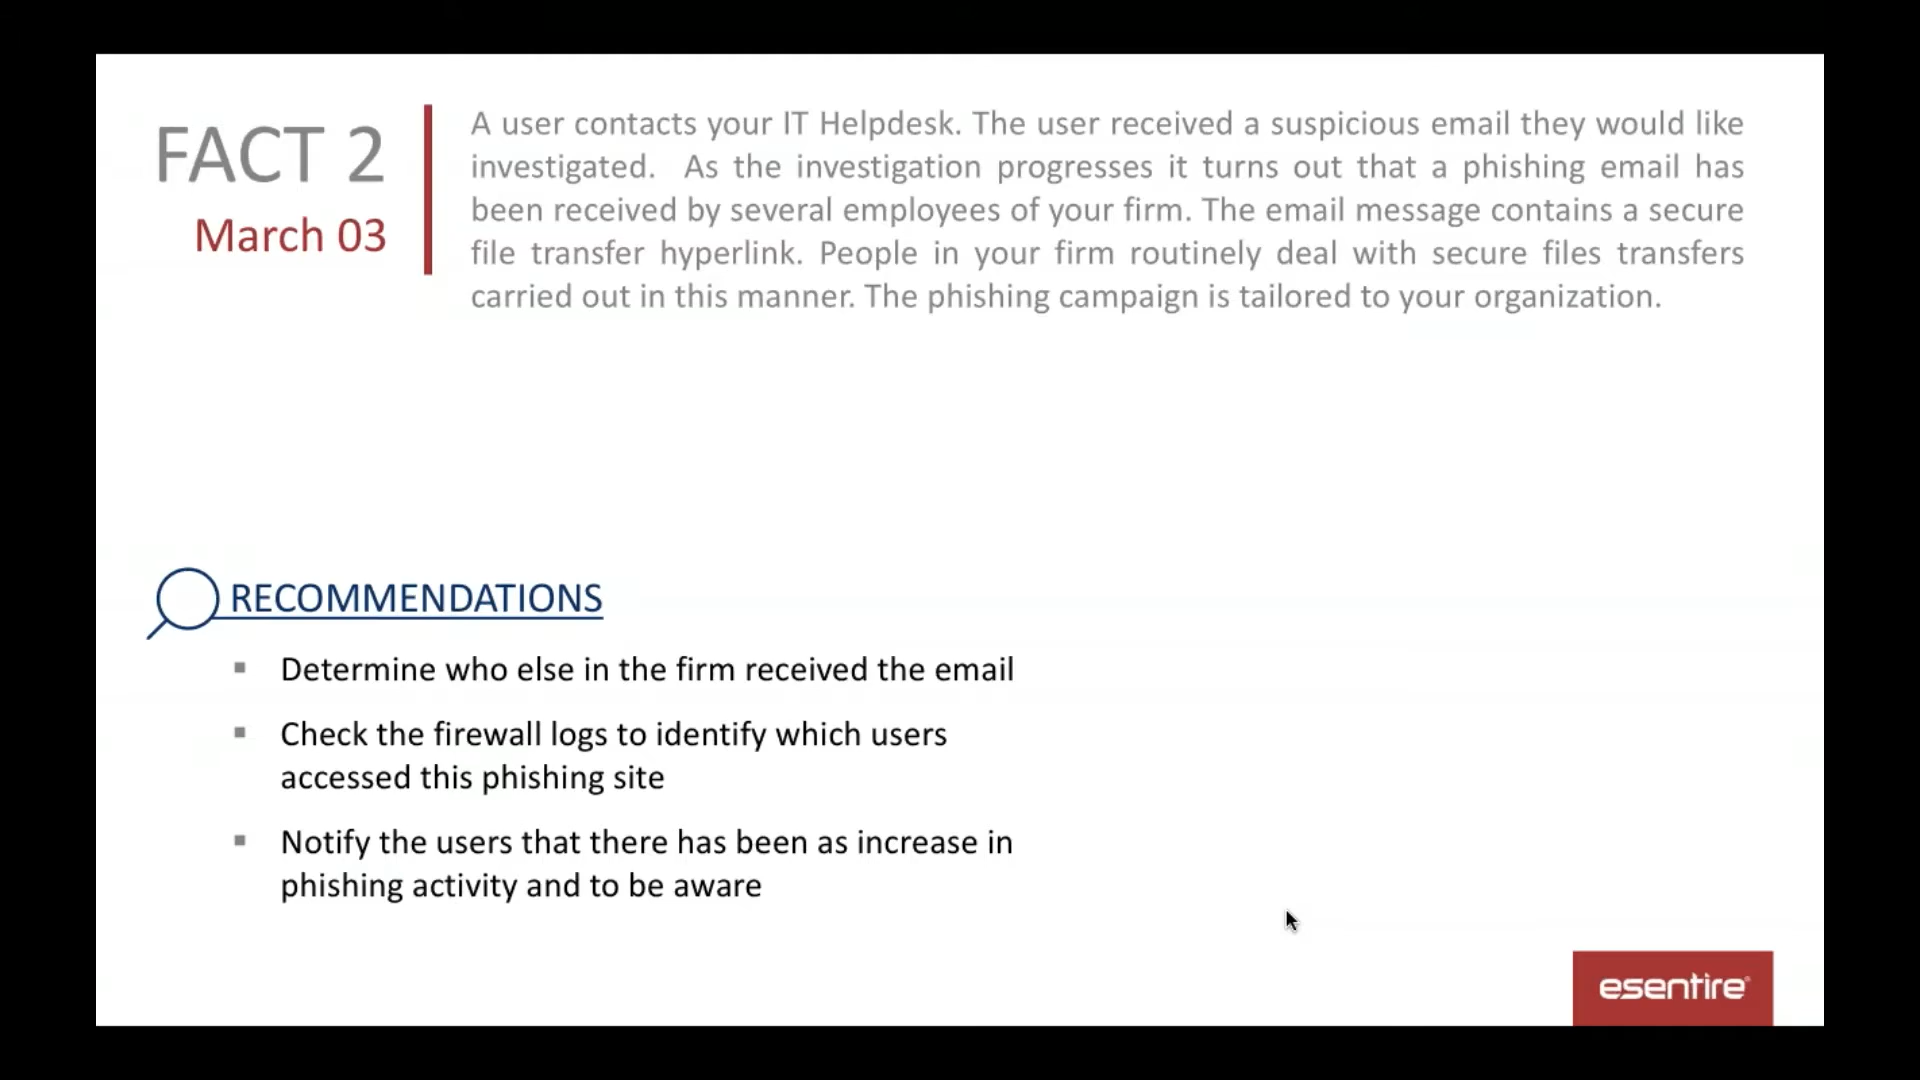 FACT 2
March 03
A user contacts your IT Helpdesk. The user received a suspicious email they would like
investigated.  As the investigation progresses it turns out that a phishing email has
been received by several employees of your firm. The email message contains a secure
file transfer hyperlink. People in your firm routinely deal with secure files transfers
carried out in this manner. The phishing campaign is tailored to your organization.
RECOMMENDATIONS
▪ Determine who else in the firm received the email
▪ Check the firewall logs to identify which users
accessed this phishing site
▪ Notify the users that there has been as increase in
phishing activity and to be aware
esentire